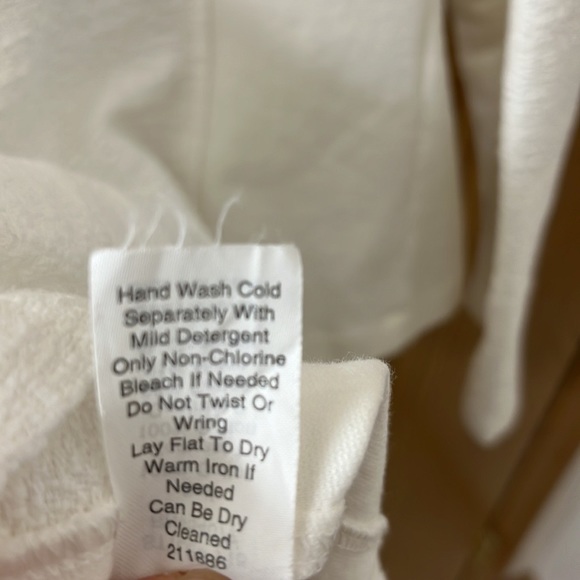 Hand Wash Cold
Separately With
Mild Detergent
Only Non-Chlorine
Bleach If Needed
Do Not Twist Or
Wring
Lay Flat To Dry
Warm Iron If
Needed
Can Be Dry
Cleaned
211886